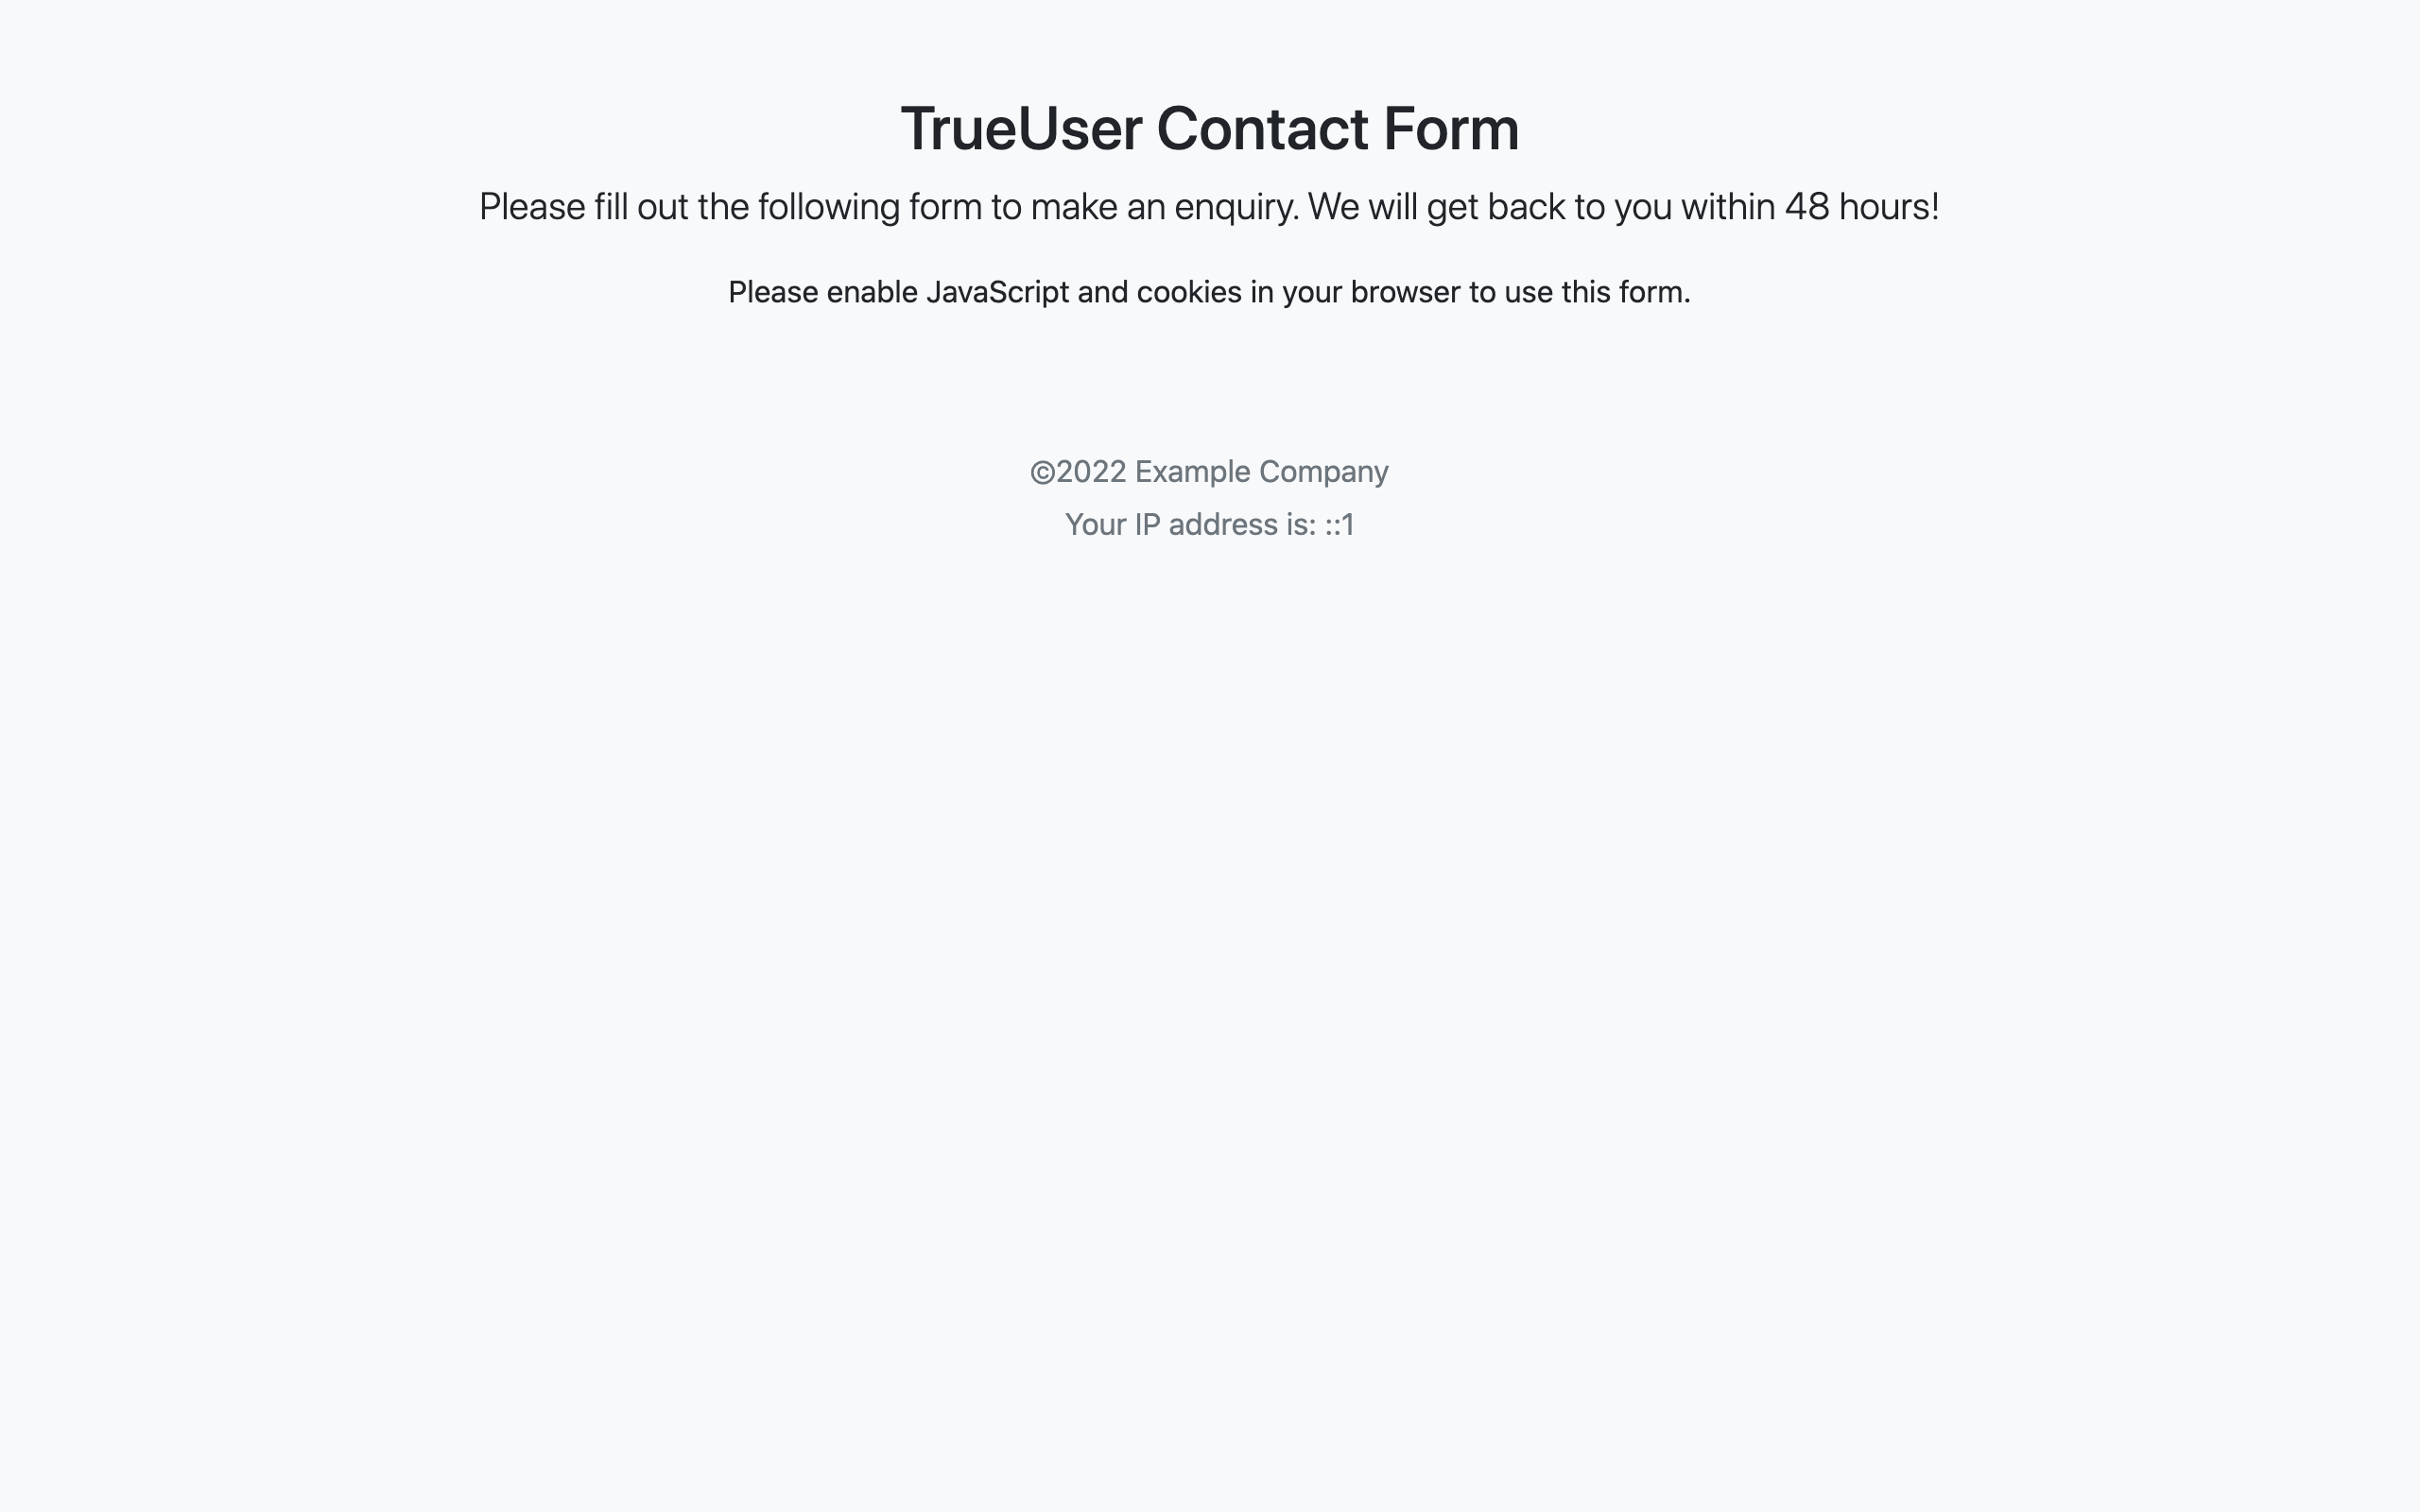 TrueUser Contact Form
Please fill out the following form to make an enquiry. We will get back to you within 48 hours!
Please enable JavaScript and cookies in your browser to use this form.
©2022 Example Company
Your IP address is: ::1